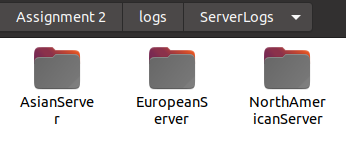 Assignment 2 logs ServerLogs
AsianServe EuropeanS NorthAmer
r erver icanServer